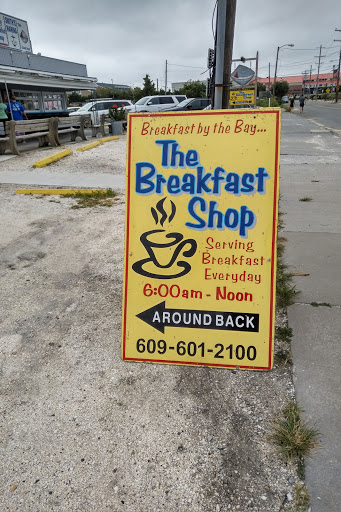 Breakfast by the Bay...
The
Breakfast
Shop
Serving
Breakfast
Everyday
6:00am - Noon
AROUND BACK
609-601-2100